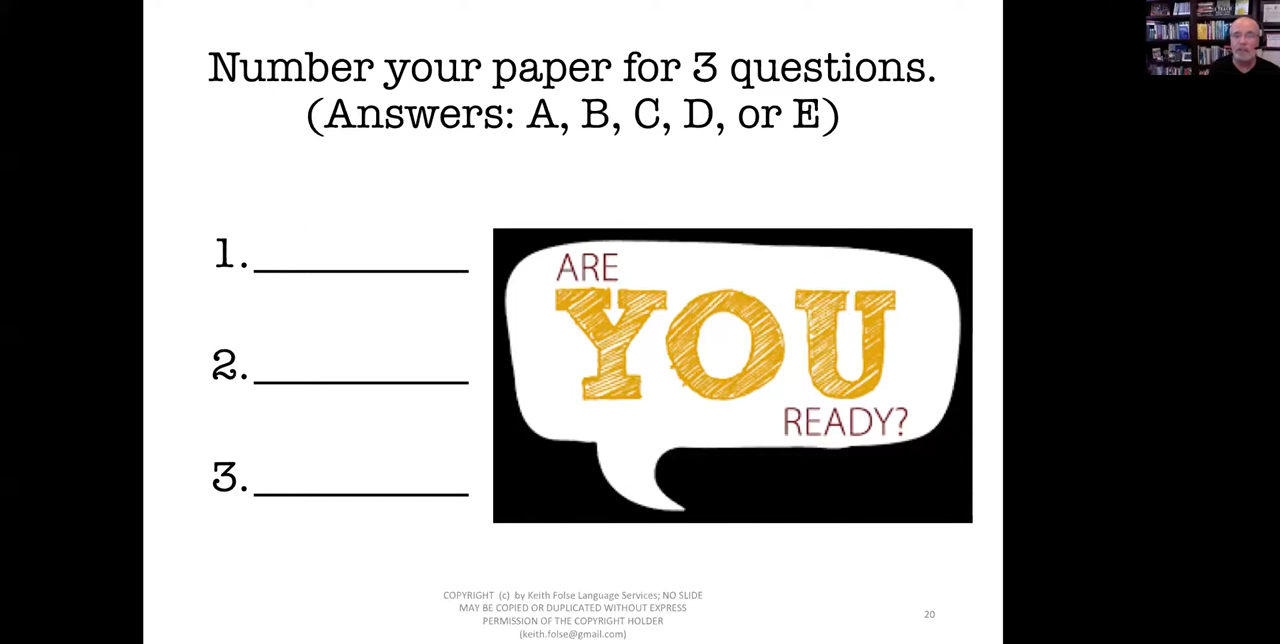 Number your paper for 3 questions.
(Answers: A, B, C, D, or E)
1.
2.
3.
ARE
YOU
READY?
COPYRIGHT (c) by Keith Folse Language Services; NO SLIDE
MAY BE COPIED OR DUPLICATED WITHOUT EXPRESS
PERMISSION OF THE COPYRIGHT HOLDER
(keith.folse@gmail.com)
20